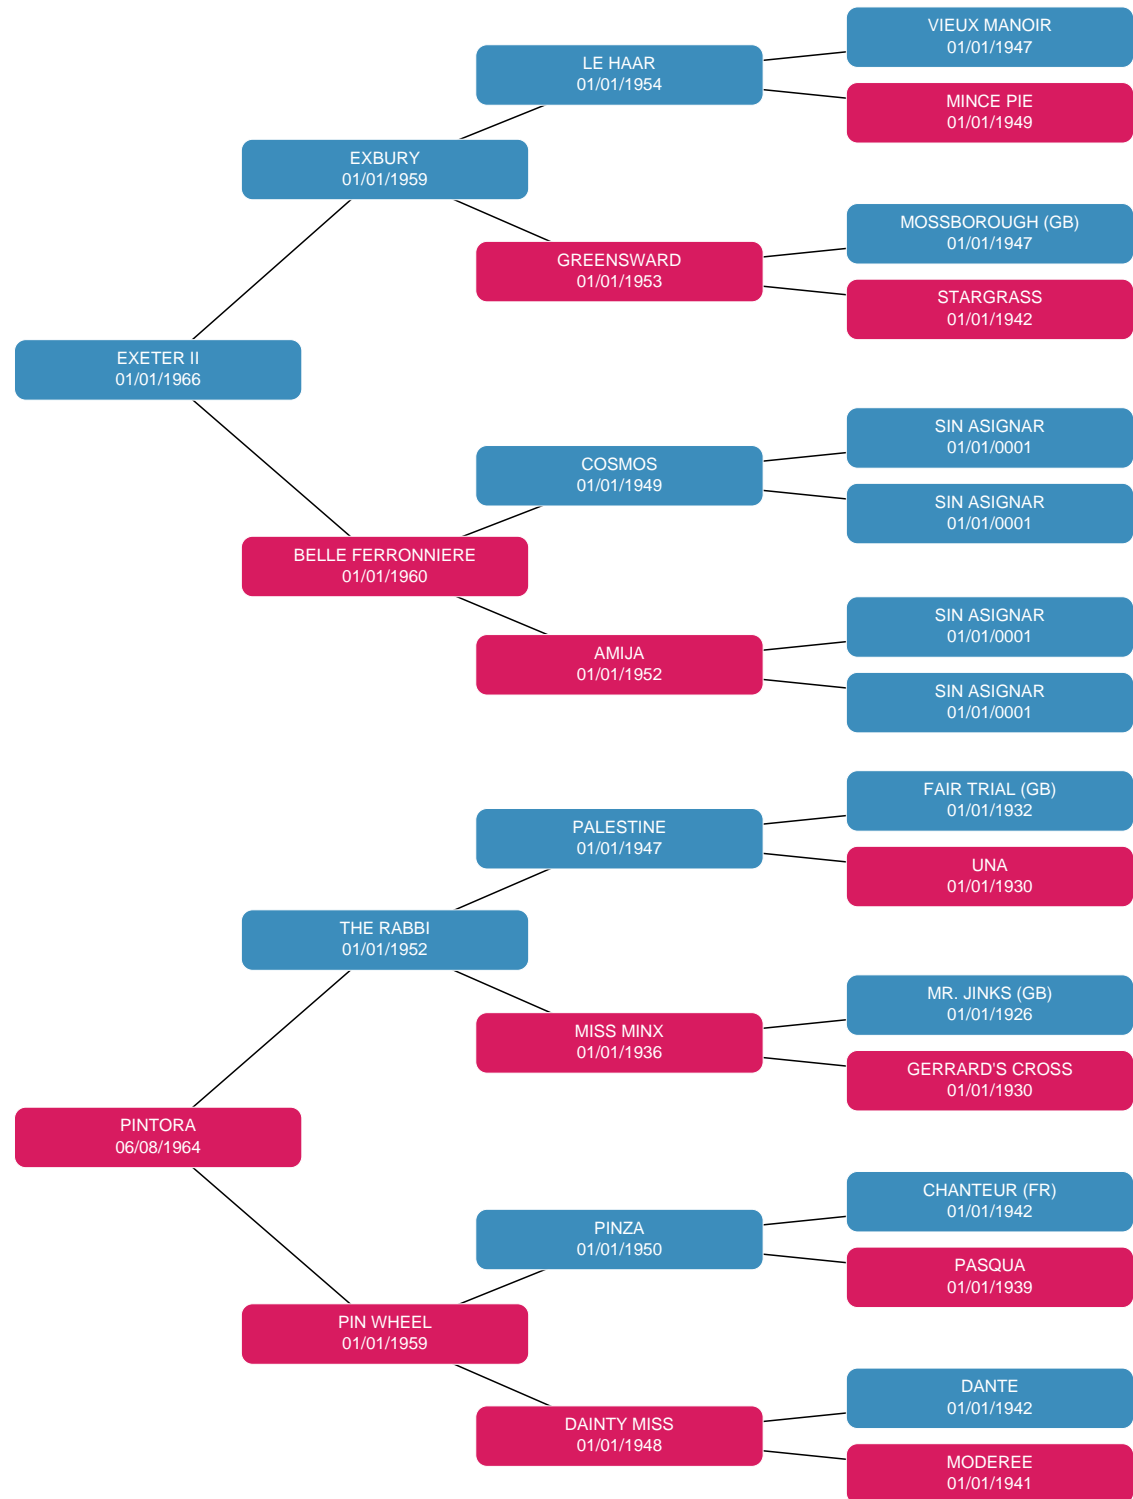 VIEUX MANOIR
01/01/1947
LE HAAR
01/01/1954
MINCE PIE
01/01/1949
EXBURY
01/01/1959
MOSSBOROUGH (GB)
01/01/1947
GREENSWARD
01/01/1953
STARGRASS
01/01/1942
EXETER II
01/01/1966
SIN ASIGNAR
01/01/0001
COSMOS
01/01/1949
SIN ASIGNAR
01/01/0001
BELLE FERRONNIERE
01/01/1960
SIN ASIGNAR
01/01/0001
AMIJA
01/01/1952
SIN ASIGNAR
01/01/0001
FAIR TRIAL (GB)
01/01/1932
PALESTINE
01/01/1947
UNA
01/01/1930
THE RABBI
01/01/1952
MR. JINKS (GB)
01/01/1926
MISS MINX
01/01/1936
GERRARD'S CROSS
01/01/1930
PINTORA
06/08/1964
CHANTEUR (FR)
01/01/1942
PINZA
01/01/1950
PASQUA
01/01/1939
PIN WHEEL
01/01/1959
DANTE
01/01/1942
DAINTY MISS
01/01/1948
MODEREE
01/01/1941